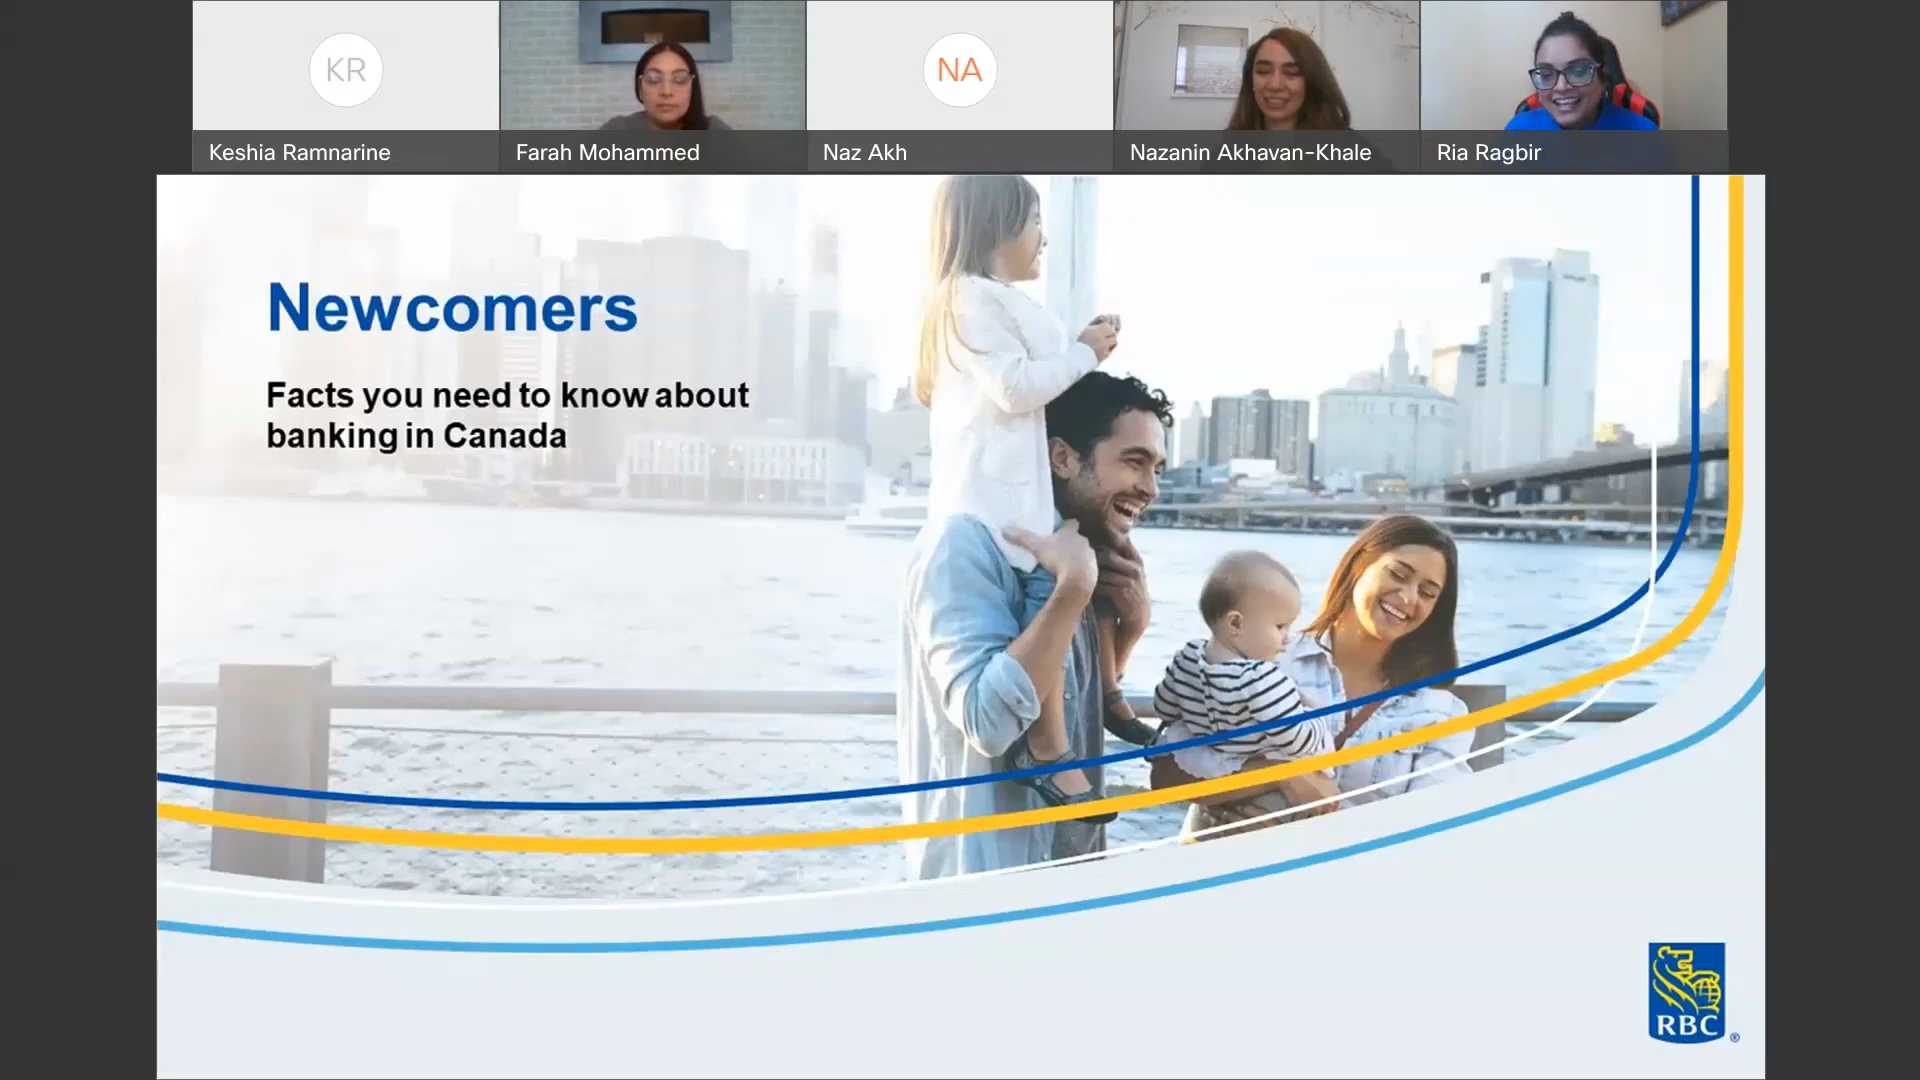 KR
NA
Keshia Ramnarine
Farah Mohammed
Naz Akh
Nazanin Akhavan-Khale
Ria Ragbir
Newcomers
Facts you need to know about
banking in Canada
RBC
®